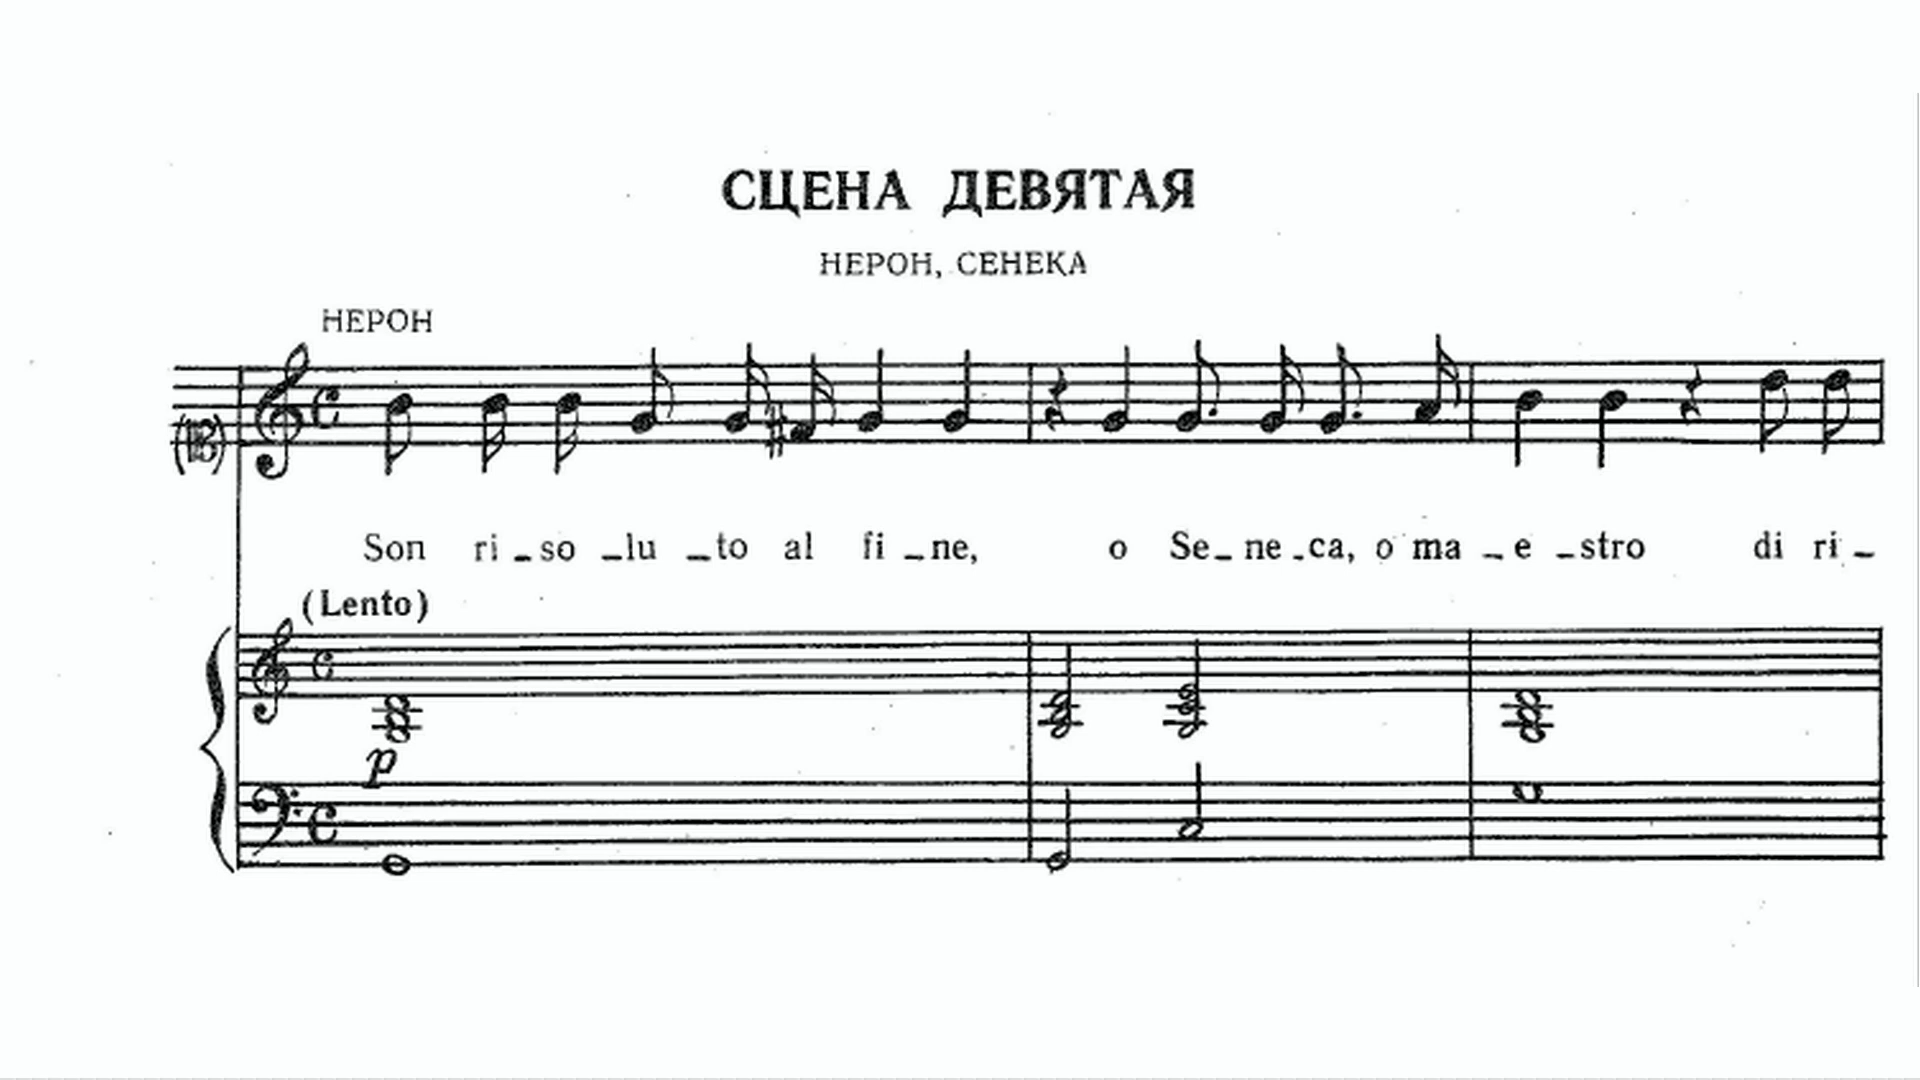 СЦЕНА ДЕВЯТАЯ
НЕРОН, СЕНЕКА
НЕРОН
Son ri - so - lu - to al fi - ne, o Se - ne - ca, o ma - e - stro di ri -
(Lento)
p